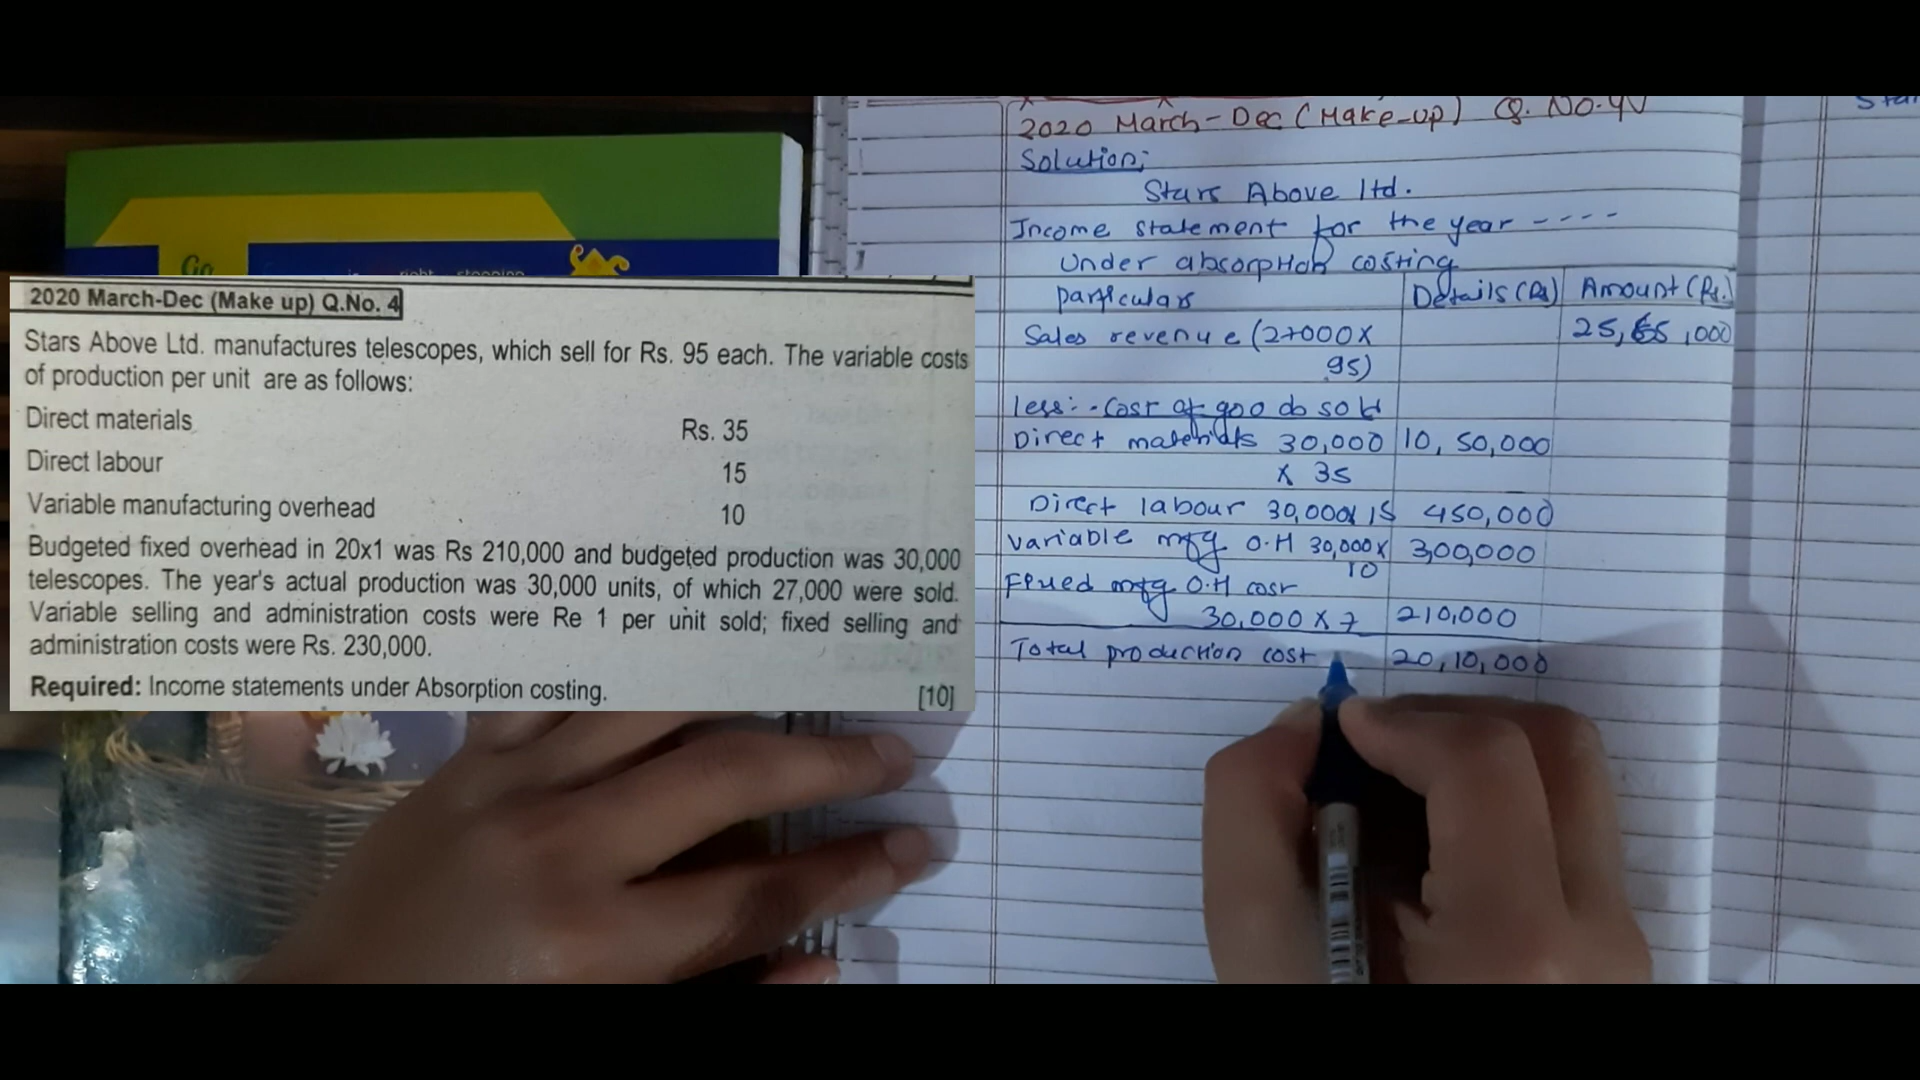 Go
right stopping
2020 March-Dec (Make up) Q.No. 4
Stars Above Ltd. manufactures telescopes, which sell for Rs. 95 each. The variable costs
of production per unit are as follows:
Direct materials Rs. 35
Direct labour 15
Variable manufacturing overhead 10
Budgeted fixed overhead in 20x1 was Rs 210,000 and budgeted production was 30,000
telescopes. The year's actual production was 30,000 units, of which 27,000 were sold.
Variable selling and administration costs were Re 1 per unit sold; fixed selling and
administration costs were Rs. 230,000.
Required: Income statements under Absorption costing. [10]
2020 March-Dec (Make-up) Q. No.4
Solution;
Stars Above ltd.
Income statement for the year ----
Under absorption costing
particulars Details (Rs) Amount (Rs.)
Sales revenue (27000 x 25,65,000
95)
less:- Cost of goods sold
Direct materials 30,000 10,50,000
x 35
Direct labour 30,000x 15 450,000
variable mfg O.H 30,000 x 3,00,000
10
Fixed mfg O.H cost
30,000 x 7 210,000
Total production cost 20,10,000